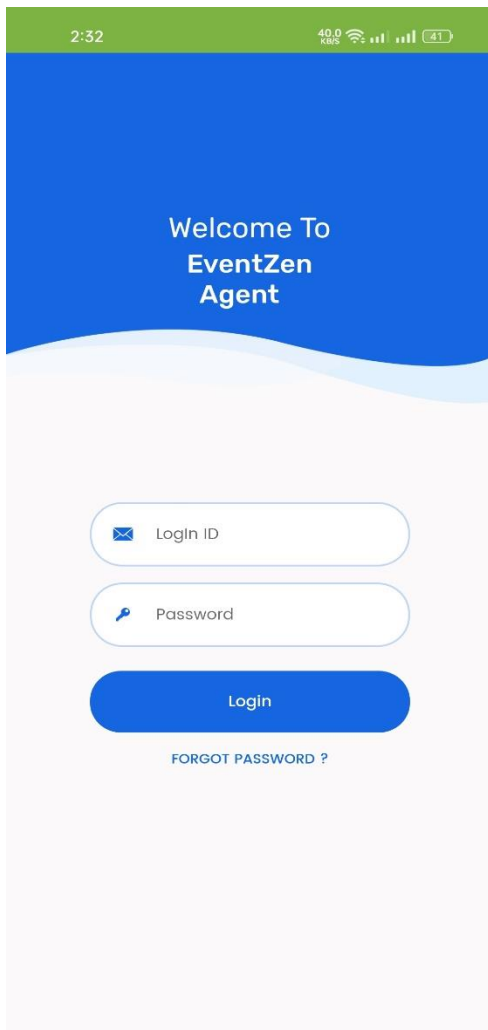 2:32 40.0 KB/S 41
Welcome To
EventZen
Agent
LogIn ID
Password
Login
FORGOT PASSWORD ?